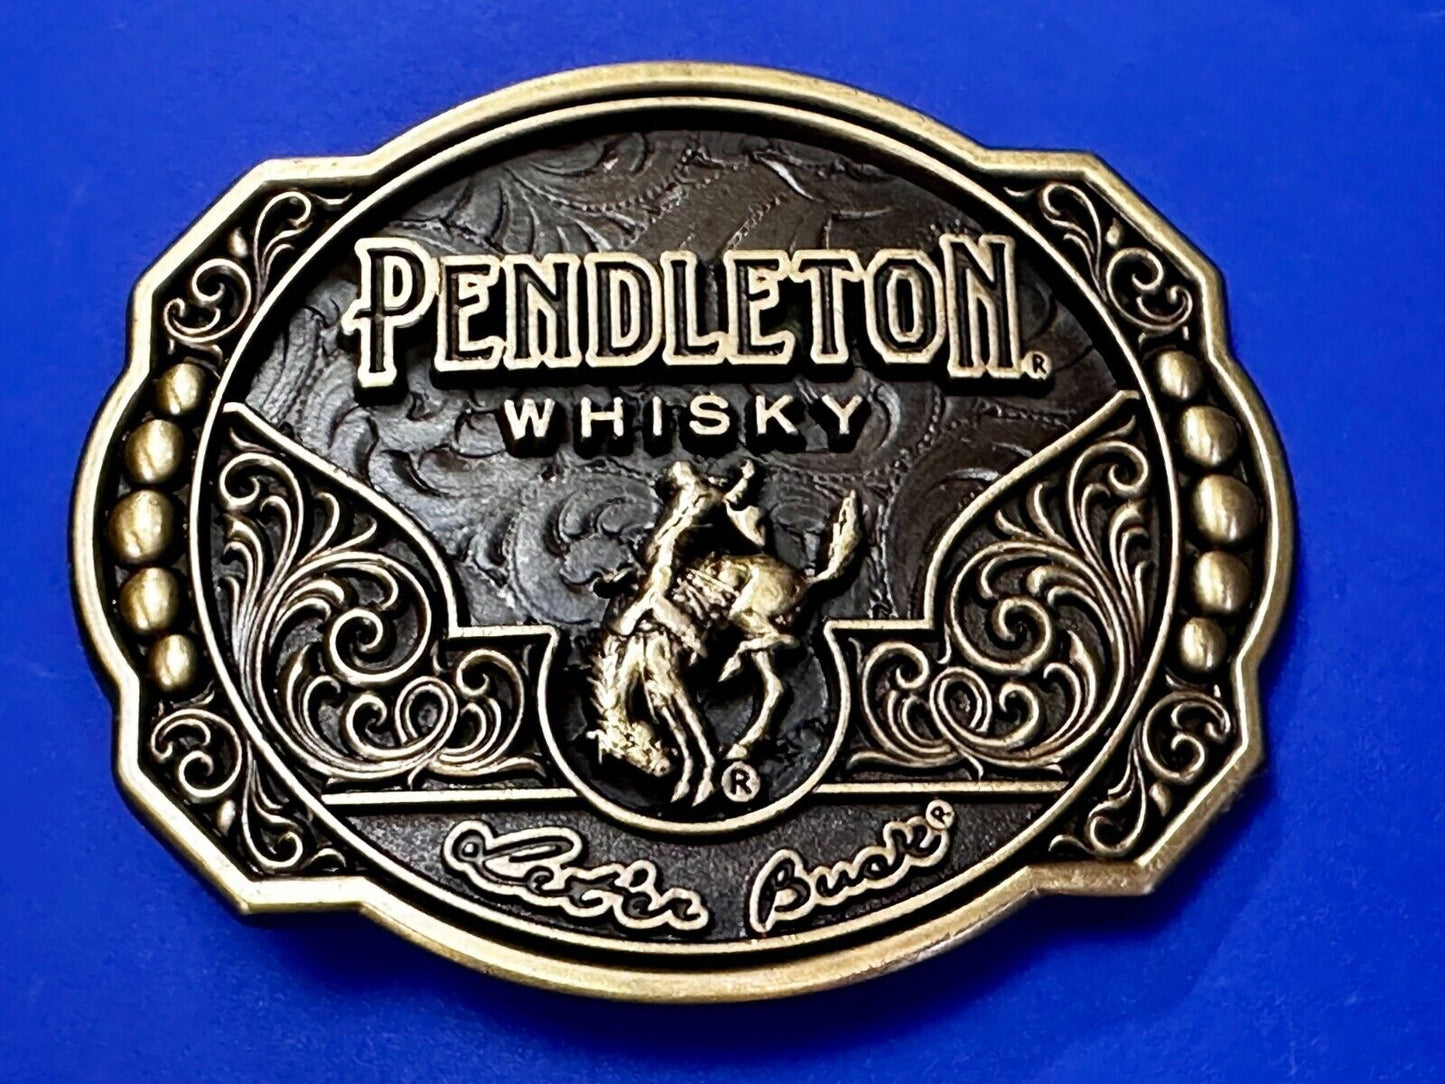 PENDLETON®
WHISKY
®
Let'er Buck®